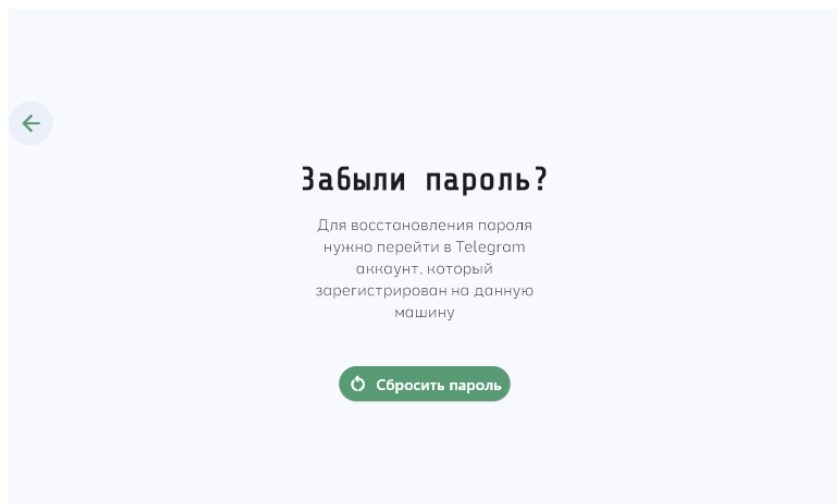 Забыли пароль?
Для восстановления пароля
нужно перейти в Telegram
аккаунт, который
зарегистрирован на данную
машину
Сбросить пароль